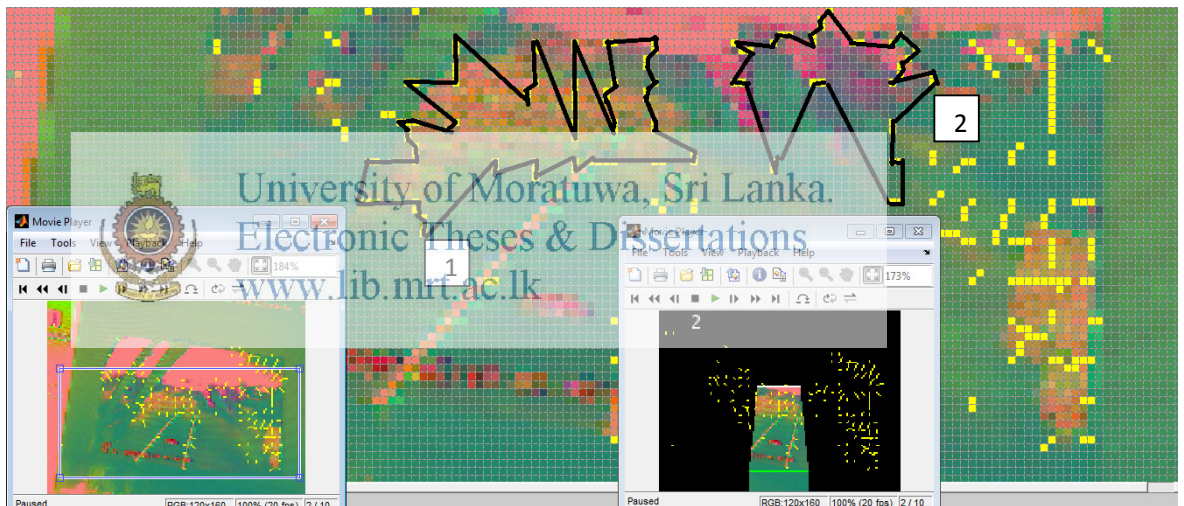 2
University of Moratuwa, Sri Lanka.
Electronic Theses & Dissertations
www.lib.mrt.ac.lk
1
Movie Player
File Tools View Playback Help
184%
Paused
RGB:120x160 100% (20 fps) 2 / 10
Movie Player
File Tools View Playback Help
173%
2
Paused
RGB:120x160 100% (20 fps) 2 / 10